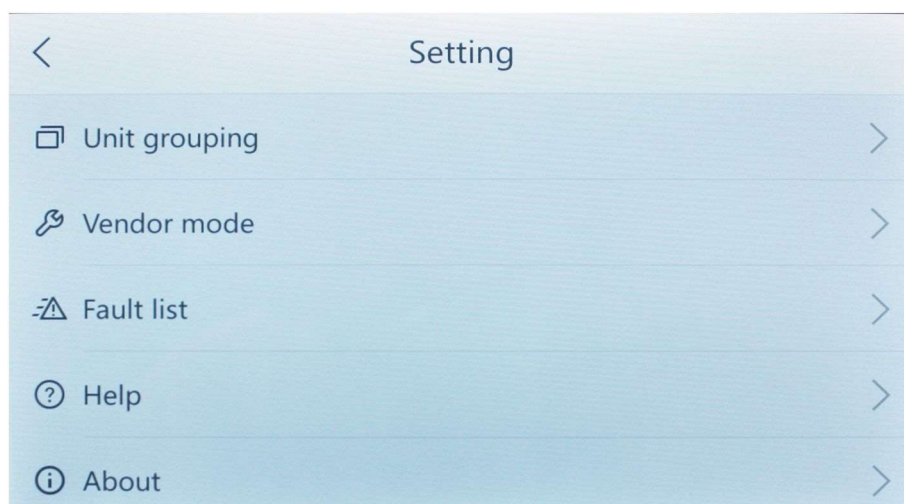 Setting
Unit grouping
Vendor mode
Fault list
Help
About